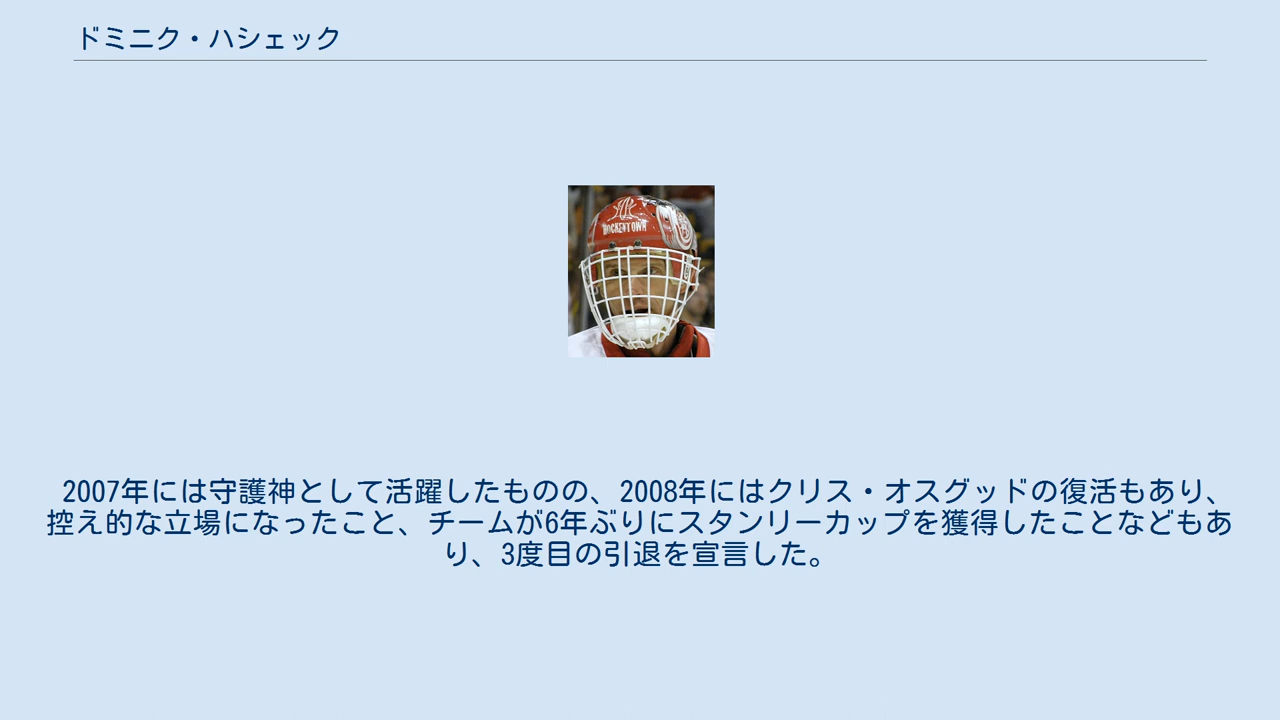 ドミニク・ハシェック
HOCKEYTOWN
2007年には守護神として活躍したものの、2008年にはクリス・オスグッドの復活もあり、
控え的な立場になったこと、チームが6年ぶりにスタンリーカップを獲得したことなどもあ
り、3度目の引退を宣言した。